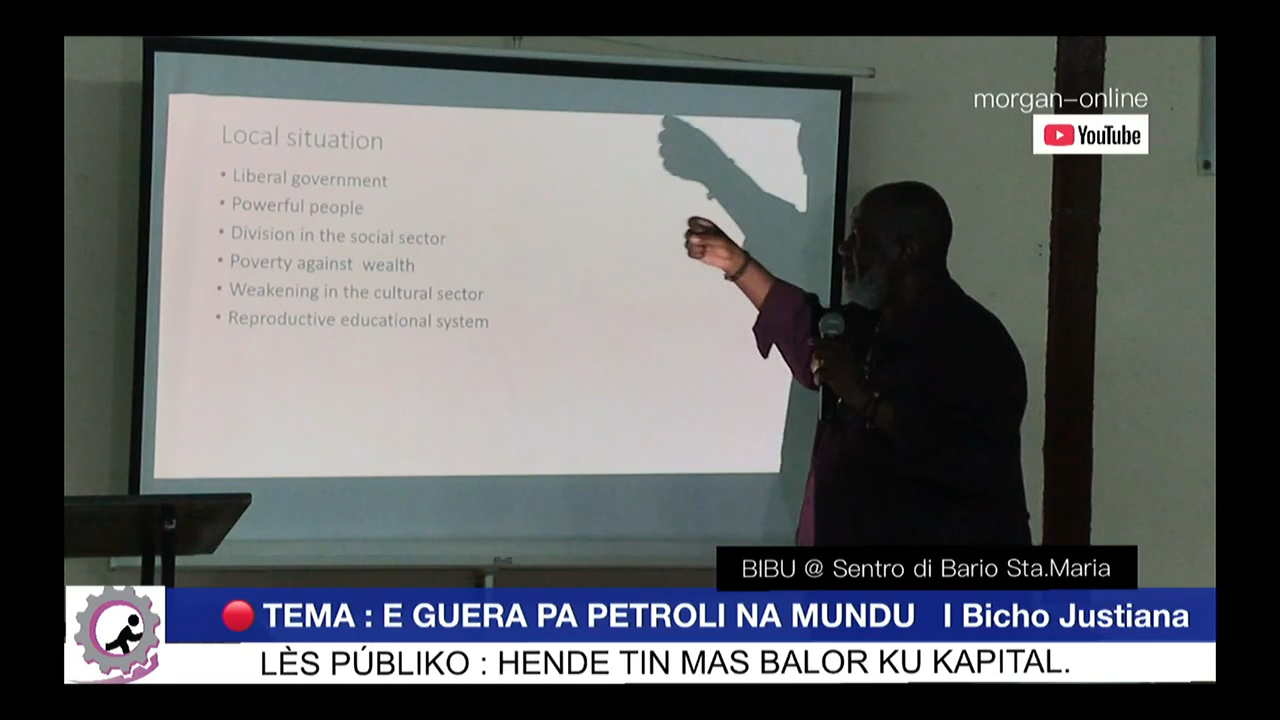 morgan-online
YouTube
Local situation
• Liberal government
• Powerful people
• Division in the social sector
• Poverty against wealth
• Weakening in the cultural sector
• Reproductive educational system
BIBU @ Sentro di Bario Sta.Maria
TEMA : E GUERA PA PETROLI NA MUNDU I Bicho Justiana
LÈS PÚBLIKO : HENDE TIN MAS BALOR KU KAPITAL.